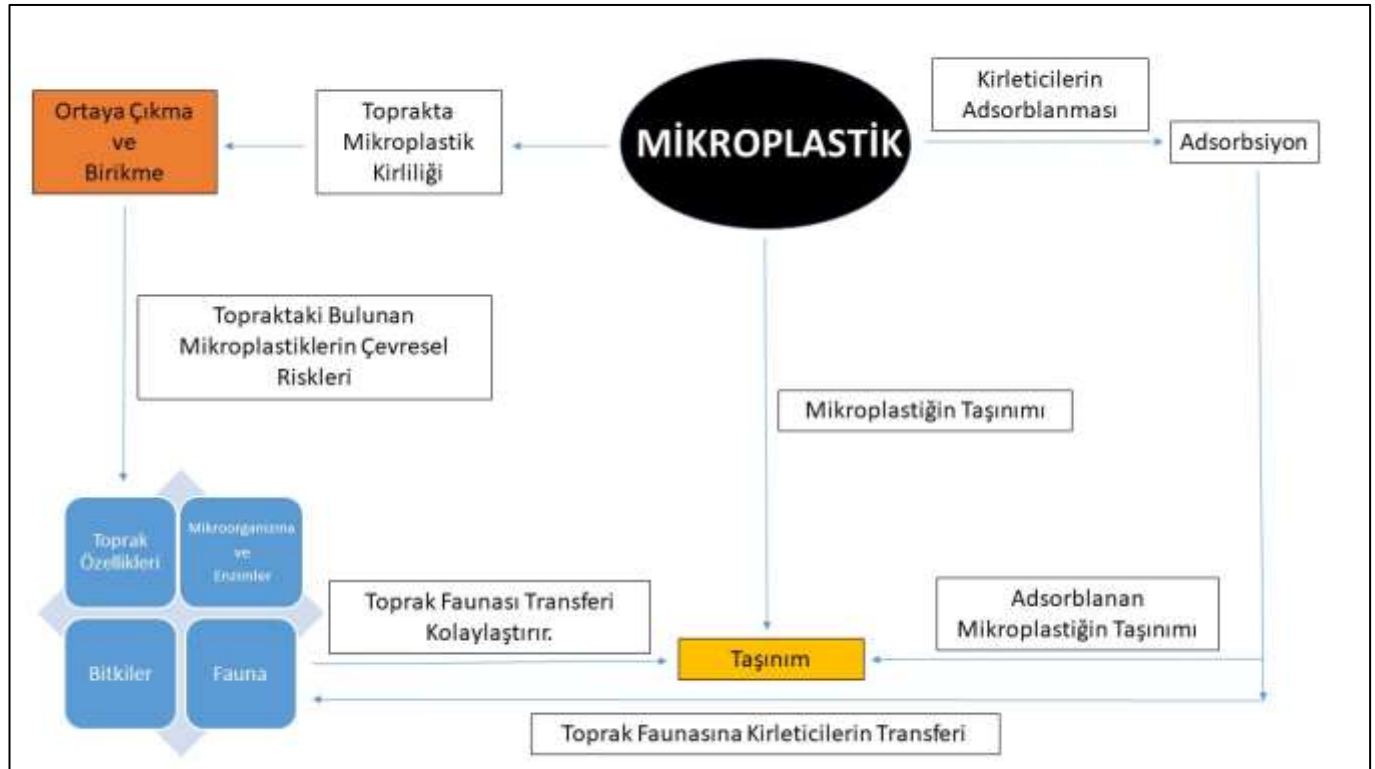 Ortaya Çıkma
ve
Birikme
Toprakta
Mikroplastik
Kirliliği
MİKROPLASTİK
Kirleticilerin
Adsorblanması
Adsorbsiyon
Topraktaki Bulunan
Mikroplastiklerin Çevresel
Riskleri
Mikroplastiğin Taşınımı
Toprak
Özellikleri
Mikroorganizma
ve
Enzimler
Bitkiler
Fauna
Toprak Faunası Transferi
Kolaylaştırır.
Taşınım
Adsorblanan
Mikroplastiğin Taşınımı
Toprak Faunasına Kirleticilerin Transferi